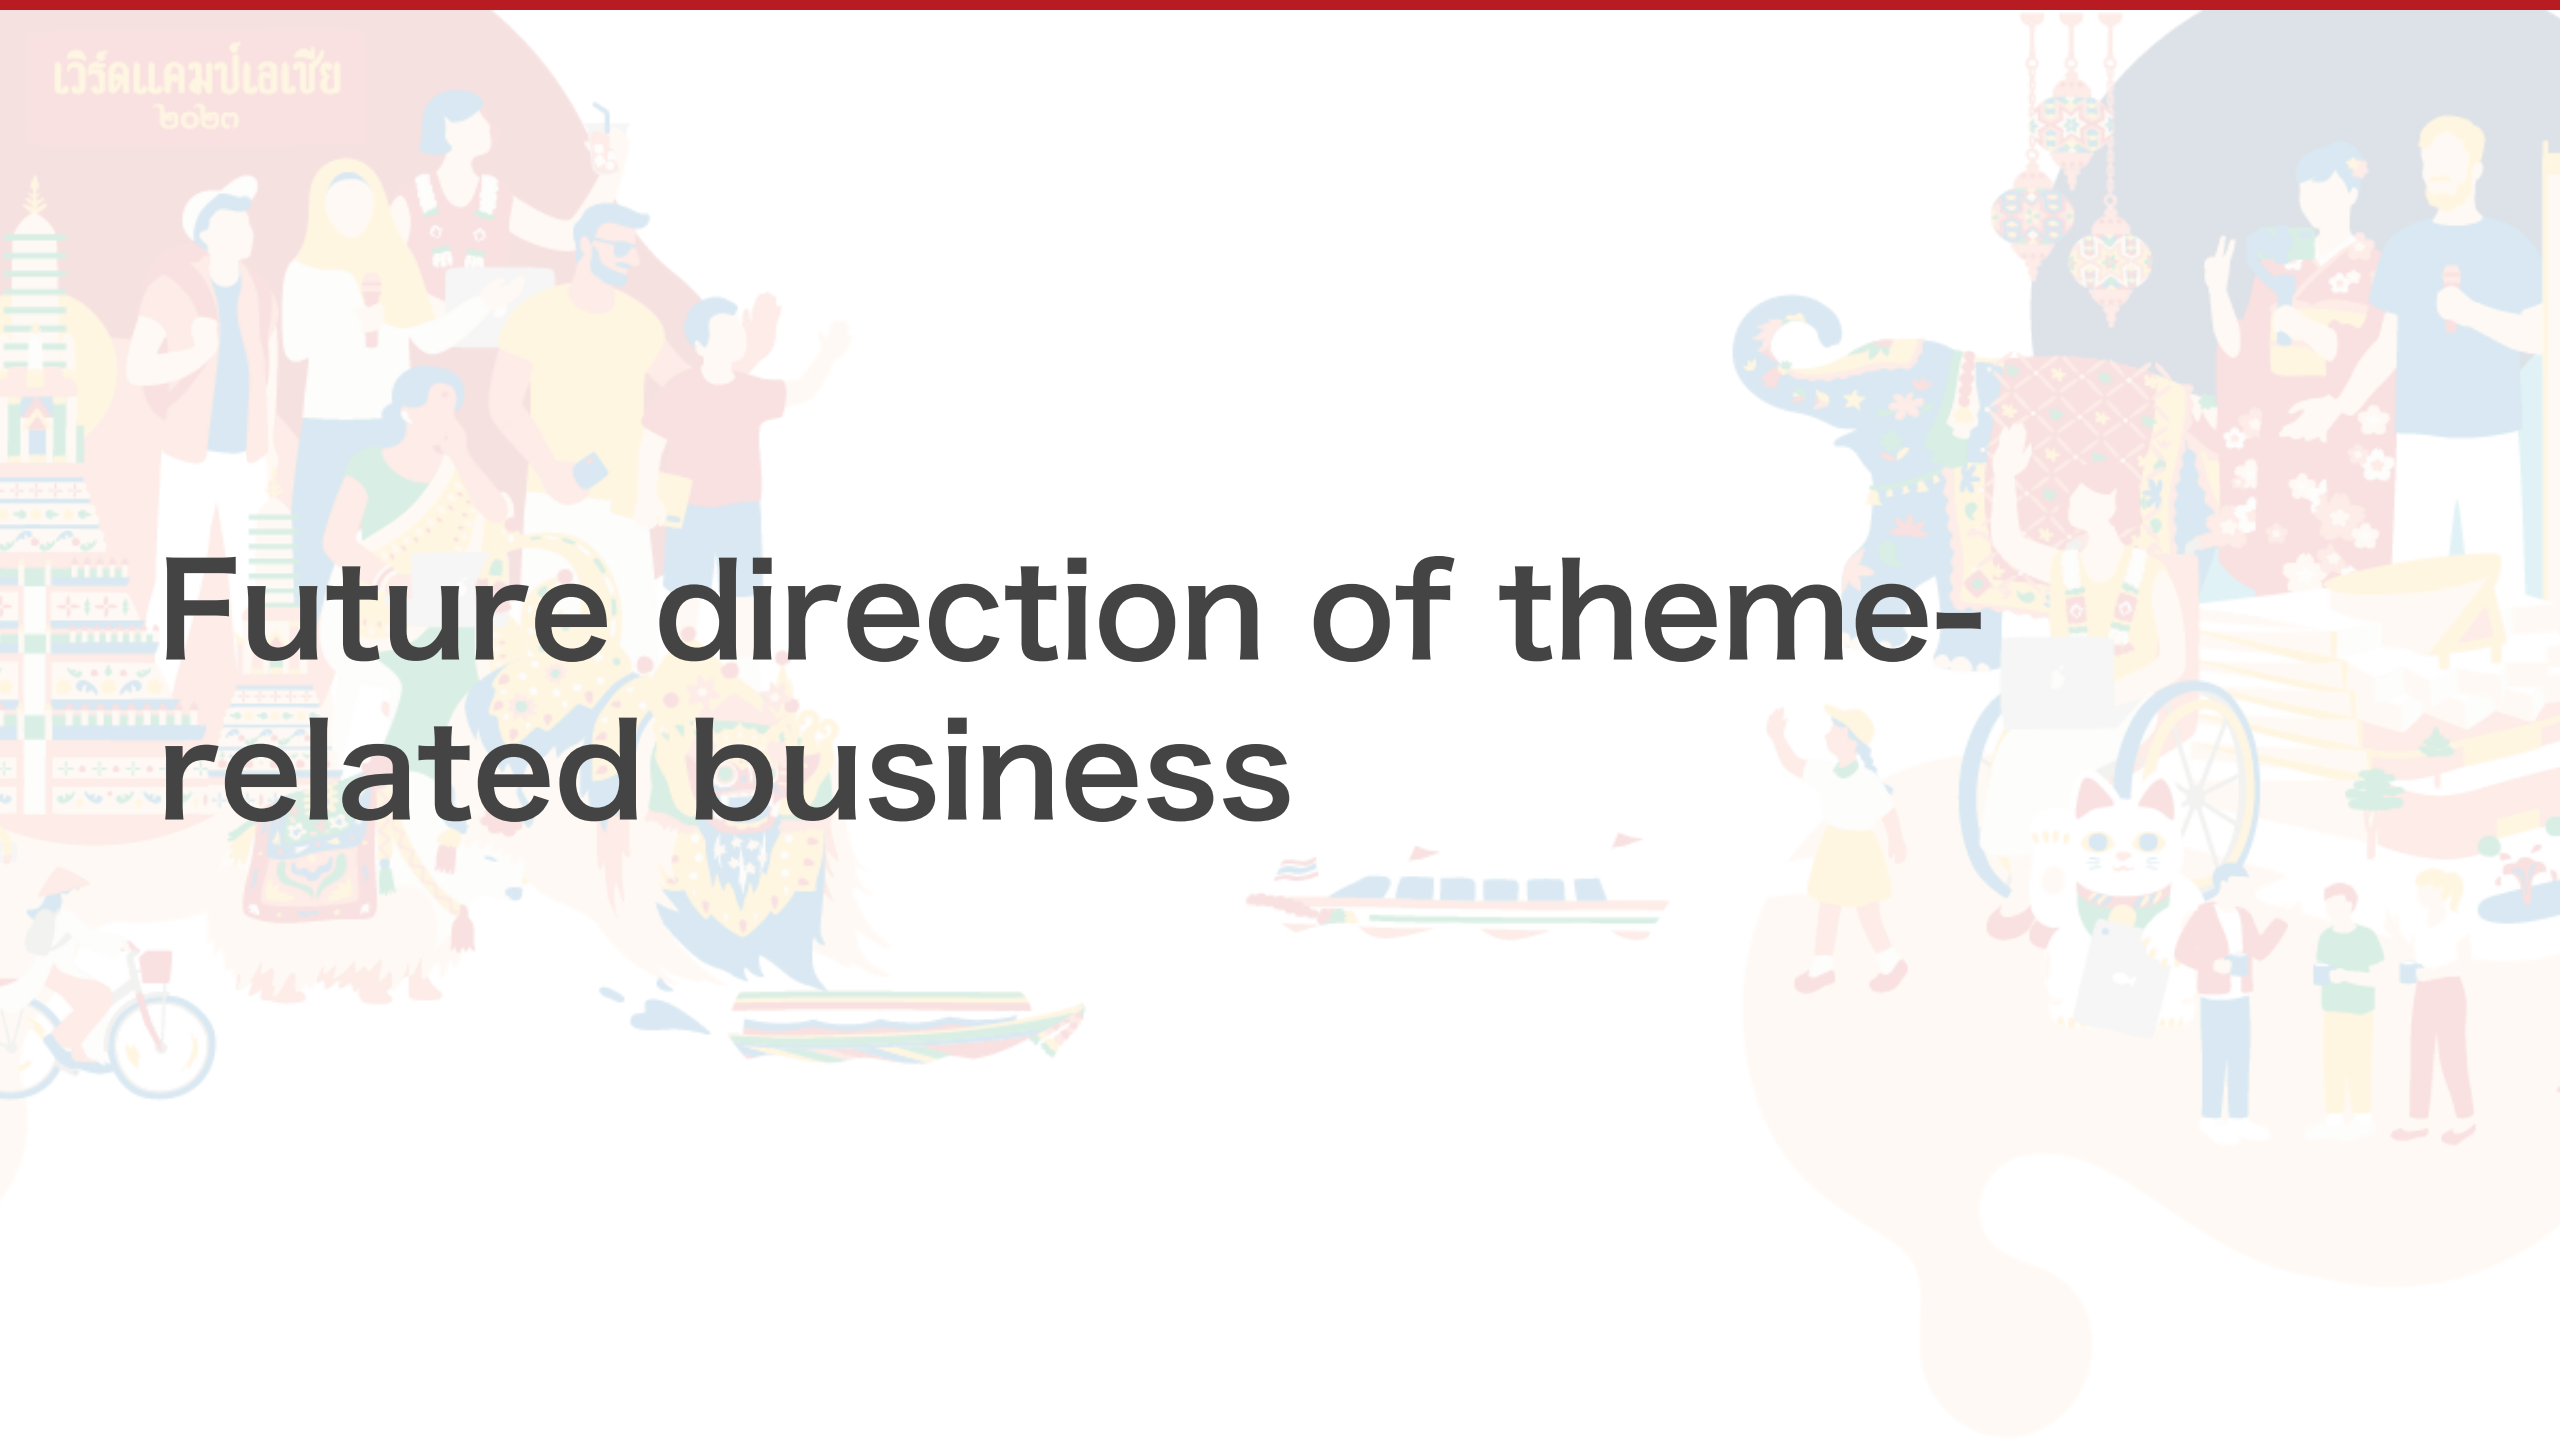 เวิร์ดแคมป์เอเชีย
๒๐๒๓
Future direction of theme-
related business